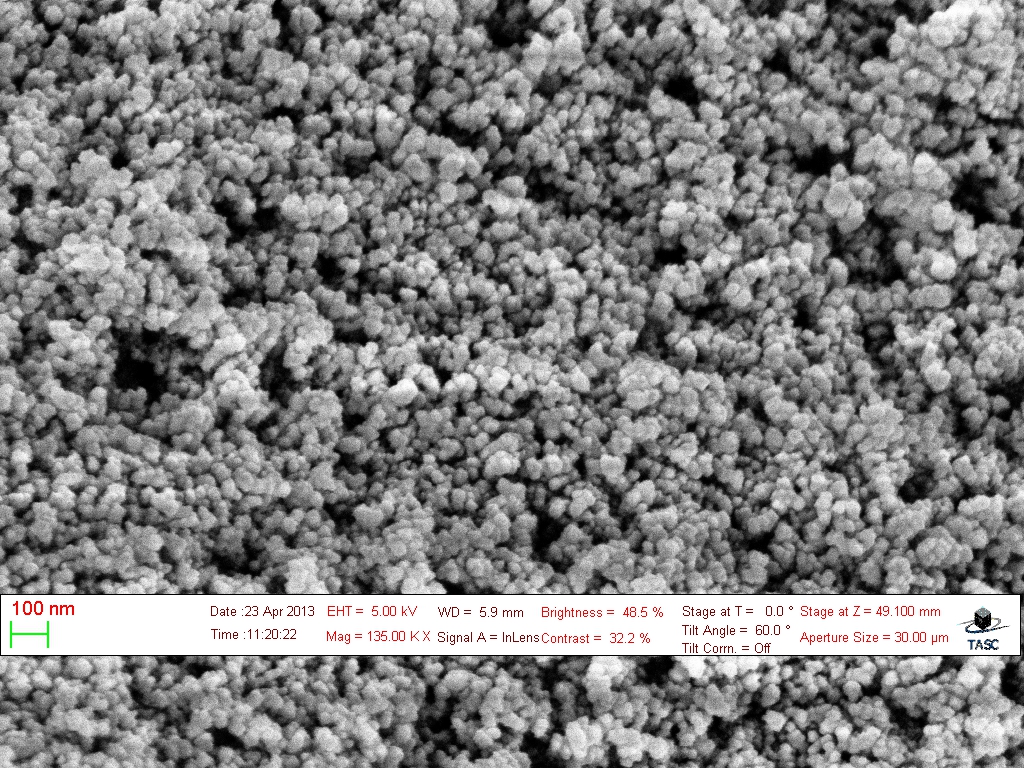 100 nm
Date :23 Apr 2013 EHT = 5.00 kV WD = 5.9 mm Brightness = 48.5 % Stage at T = 0.0 ° Stage at Z = 49.100 mm
Time :11:20:22 Mag = 135.00 K X Signal A = InLens Contrast = 32.2 % Tilt Angle = 60.0 ° Aperture Size = 30.00 µm
Tilt Corrn. = Off
TASC